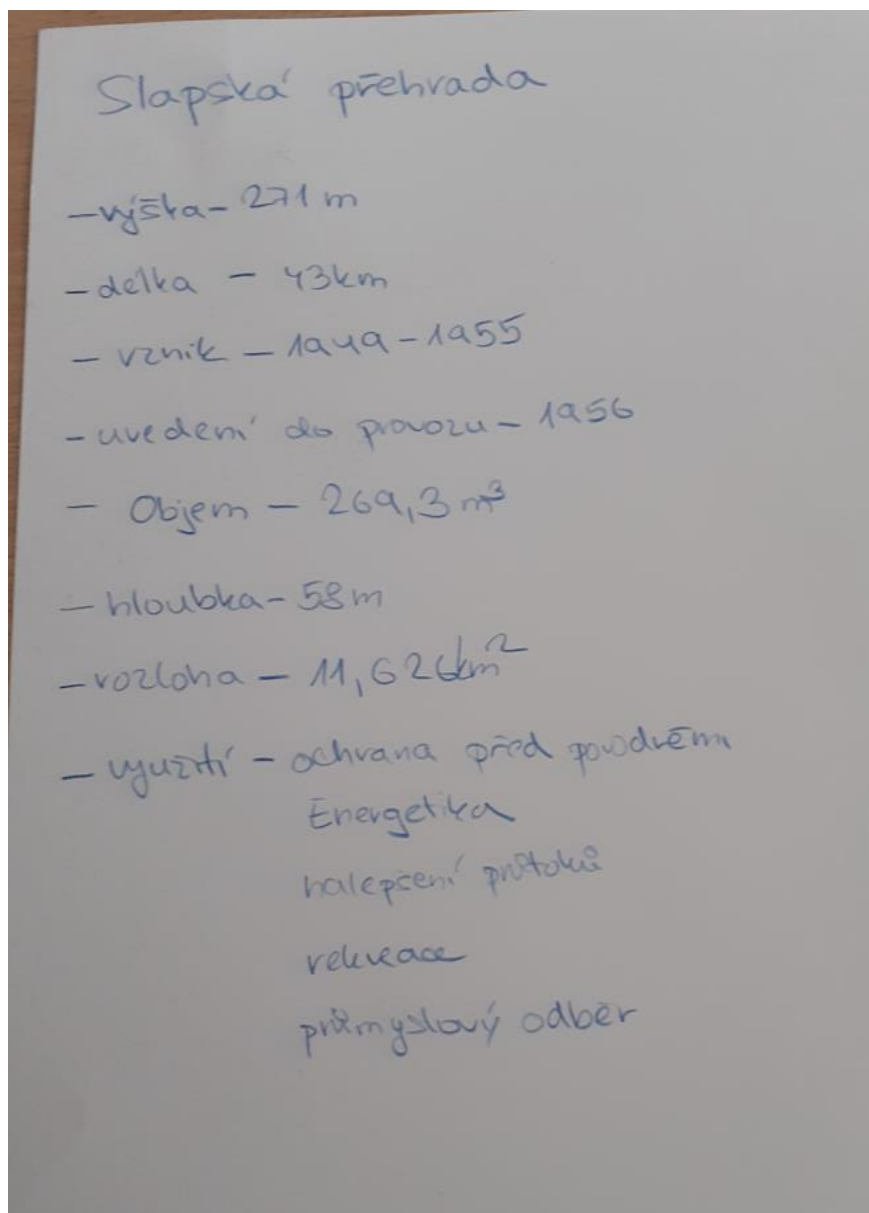 Slapská přehrada
- výška - 271 m
- délka - 43km
- vznik - 1949-1955
- uvedení do provozu - 1956
- Objem - 269,3 m³
- hloubka - 58m
- rozloha - 11,626km²
- využití - ochrana před povodněmi
Energetika
nalepšení průtoků
rekreace
průmyslový odběr